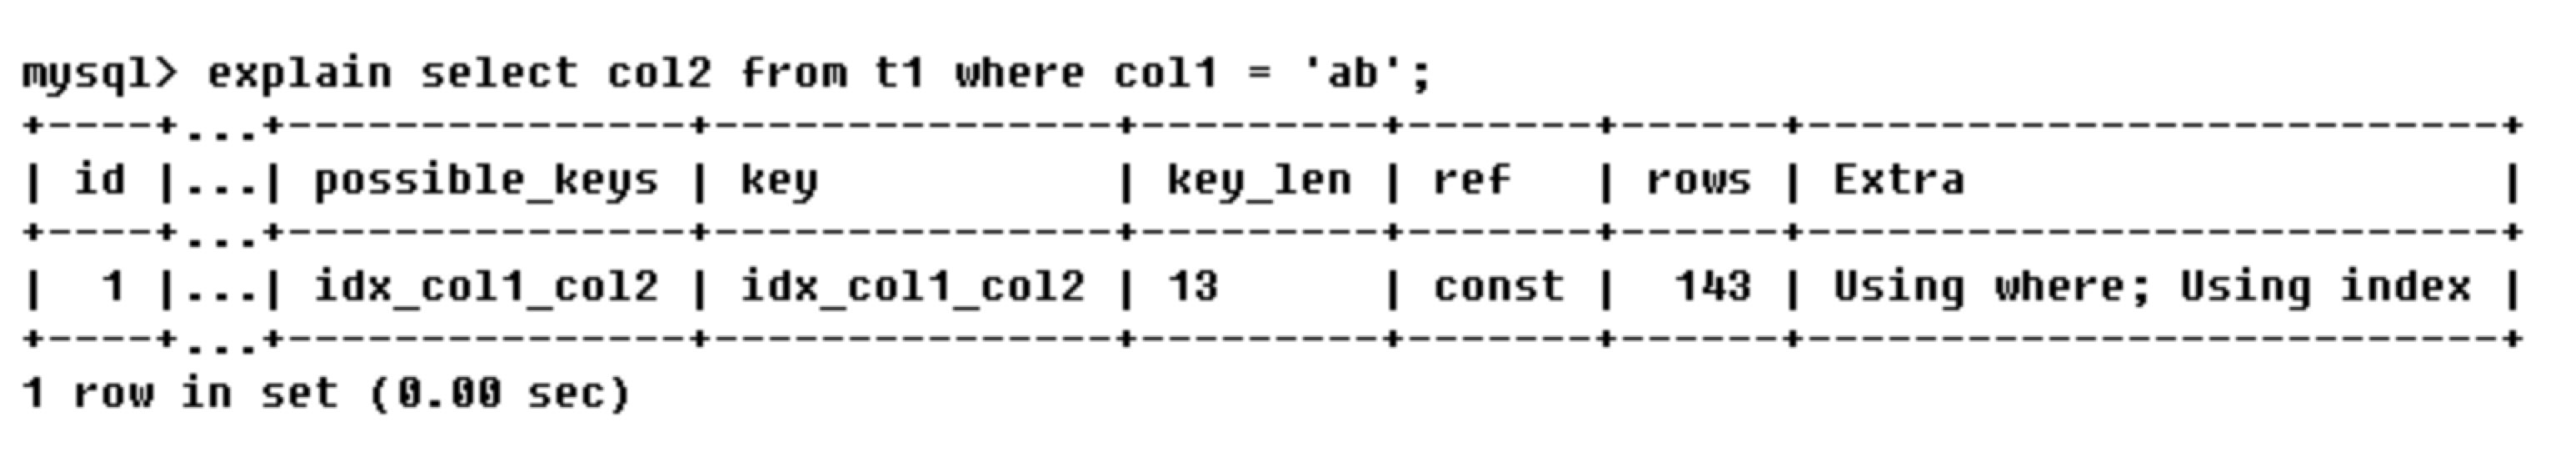 mysql> explain select col2 from t1 where col1 = 'ab';
+----+...+---------------+---------------+---------+-------+------+--------------------------+
| id |...| possible_keys | key           | key_len | ref   | rows | Extra                    |
+----+...+---------------+---------------+---------+-------+------+--------------------------+
|  1 |...| idx_col1_col2 | idx_col1_col2 | 13      | const |  143 | Using where; Using index |
+----+...+---------------+---------------+---------+-------+------+--------------------------+
1 row in set (0.00 sec)